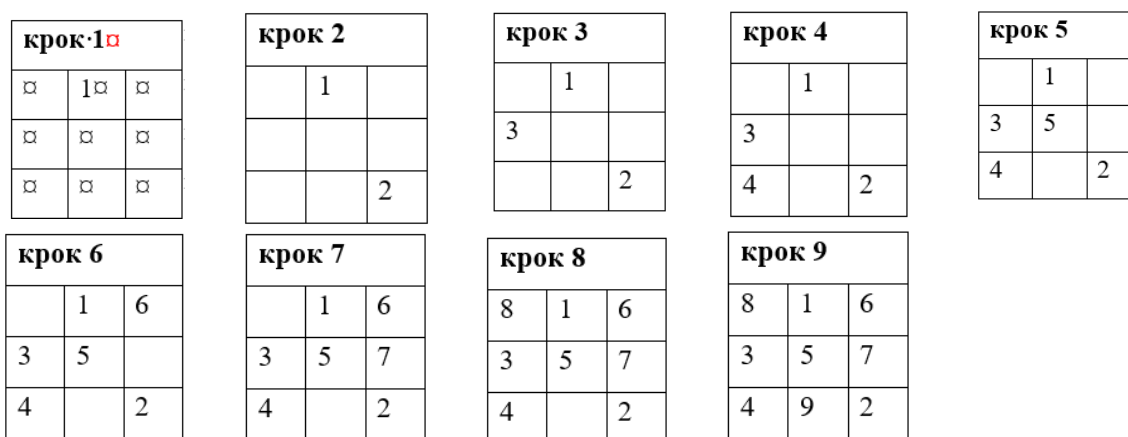 крок·1¤
¤ 1¤ ¤
¤ ¤ ¤
¤ ¤ ¤
крок 2
1
2
крок 3
1
3
2
крок 4
1
3
4 2
крок 5
1
3 5
4 2
крок 6
1 6
3 5
4 2
крок 7
1 6
3 5 7
4 2
крок 8
8 1 6
3 5 7
4 2
крок 9
8 1 6
3 5 7
4 9 2